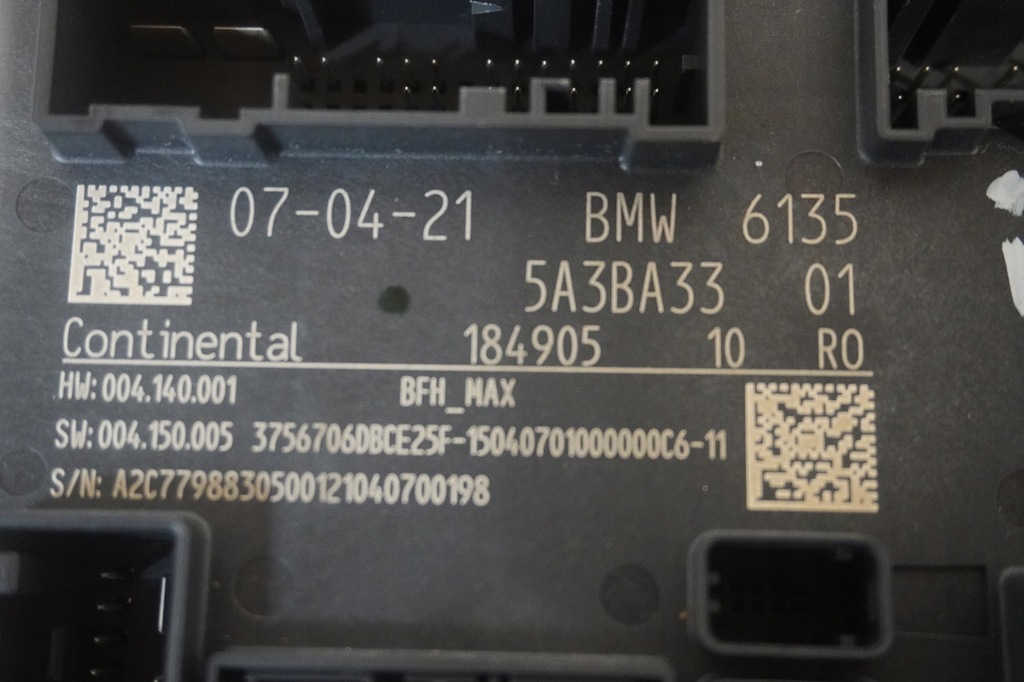 07-04-21 BMW 6135
5A3BA33 01
Continental 184905 10 RO
HW: 004.140.001 BFH_MAX
SW: 004.150.005 3756706DBCE25F-15040701000000C6-11
S/N: A2C7798830500121040700198